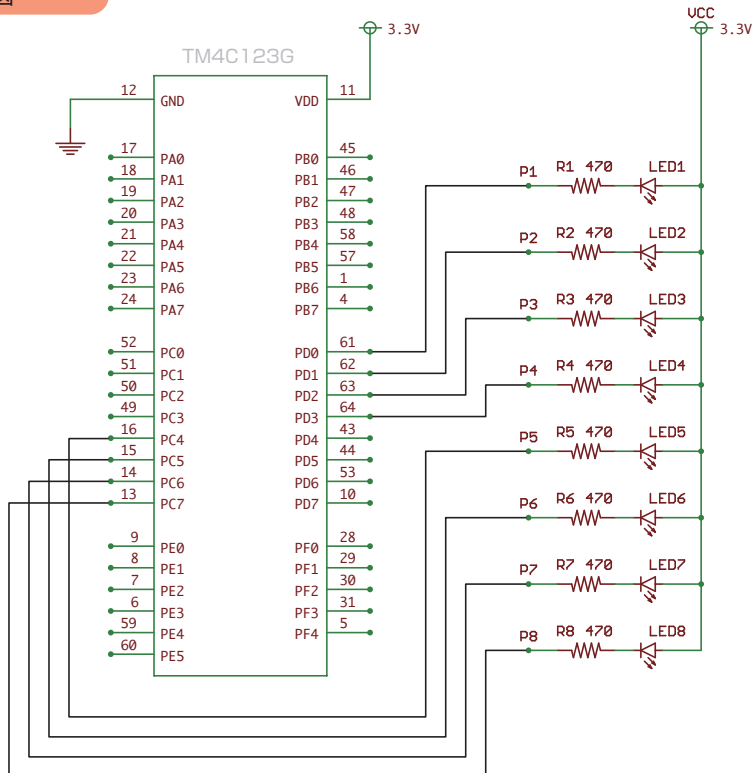 図
VCC
3.3V
3.3V
TM4C123G
12 GND VDD 11
17 PA0 PB0 45
18 PA1 PB1 46
19 PA2 PB2 47
20 PA3 PB3 48
21 PA4 PB4 58
22 PA5 PB5 57
23 PA6 PB6 1
24 PA7 PB7 4
52 PC0 PD0 61
51 PC1 PD1 62
50 PC2 PD2 63
49 PC3 PD3 64
16 PC4 PD4 43
15 PC5 PD5 44
14 PC6 PD6 53
13 PC7 PD7 10
9 PE0 PF0 28
8 PE1 PF1 29
7 PE2 PF2 30
6 PE3 PF3 31
59 PE4 PF4 5
60 PE5
P1 R1 470 LED1
P2 R2 470 LED2
P3 R3 470 LED3
P4 R4 470 LED4
P5 R5 470 LED5
P6 R6 470 LED6
P7 R7 470 LED7
P8 R8 470 LED8